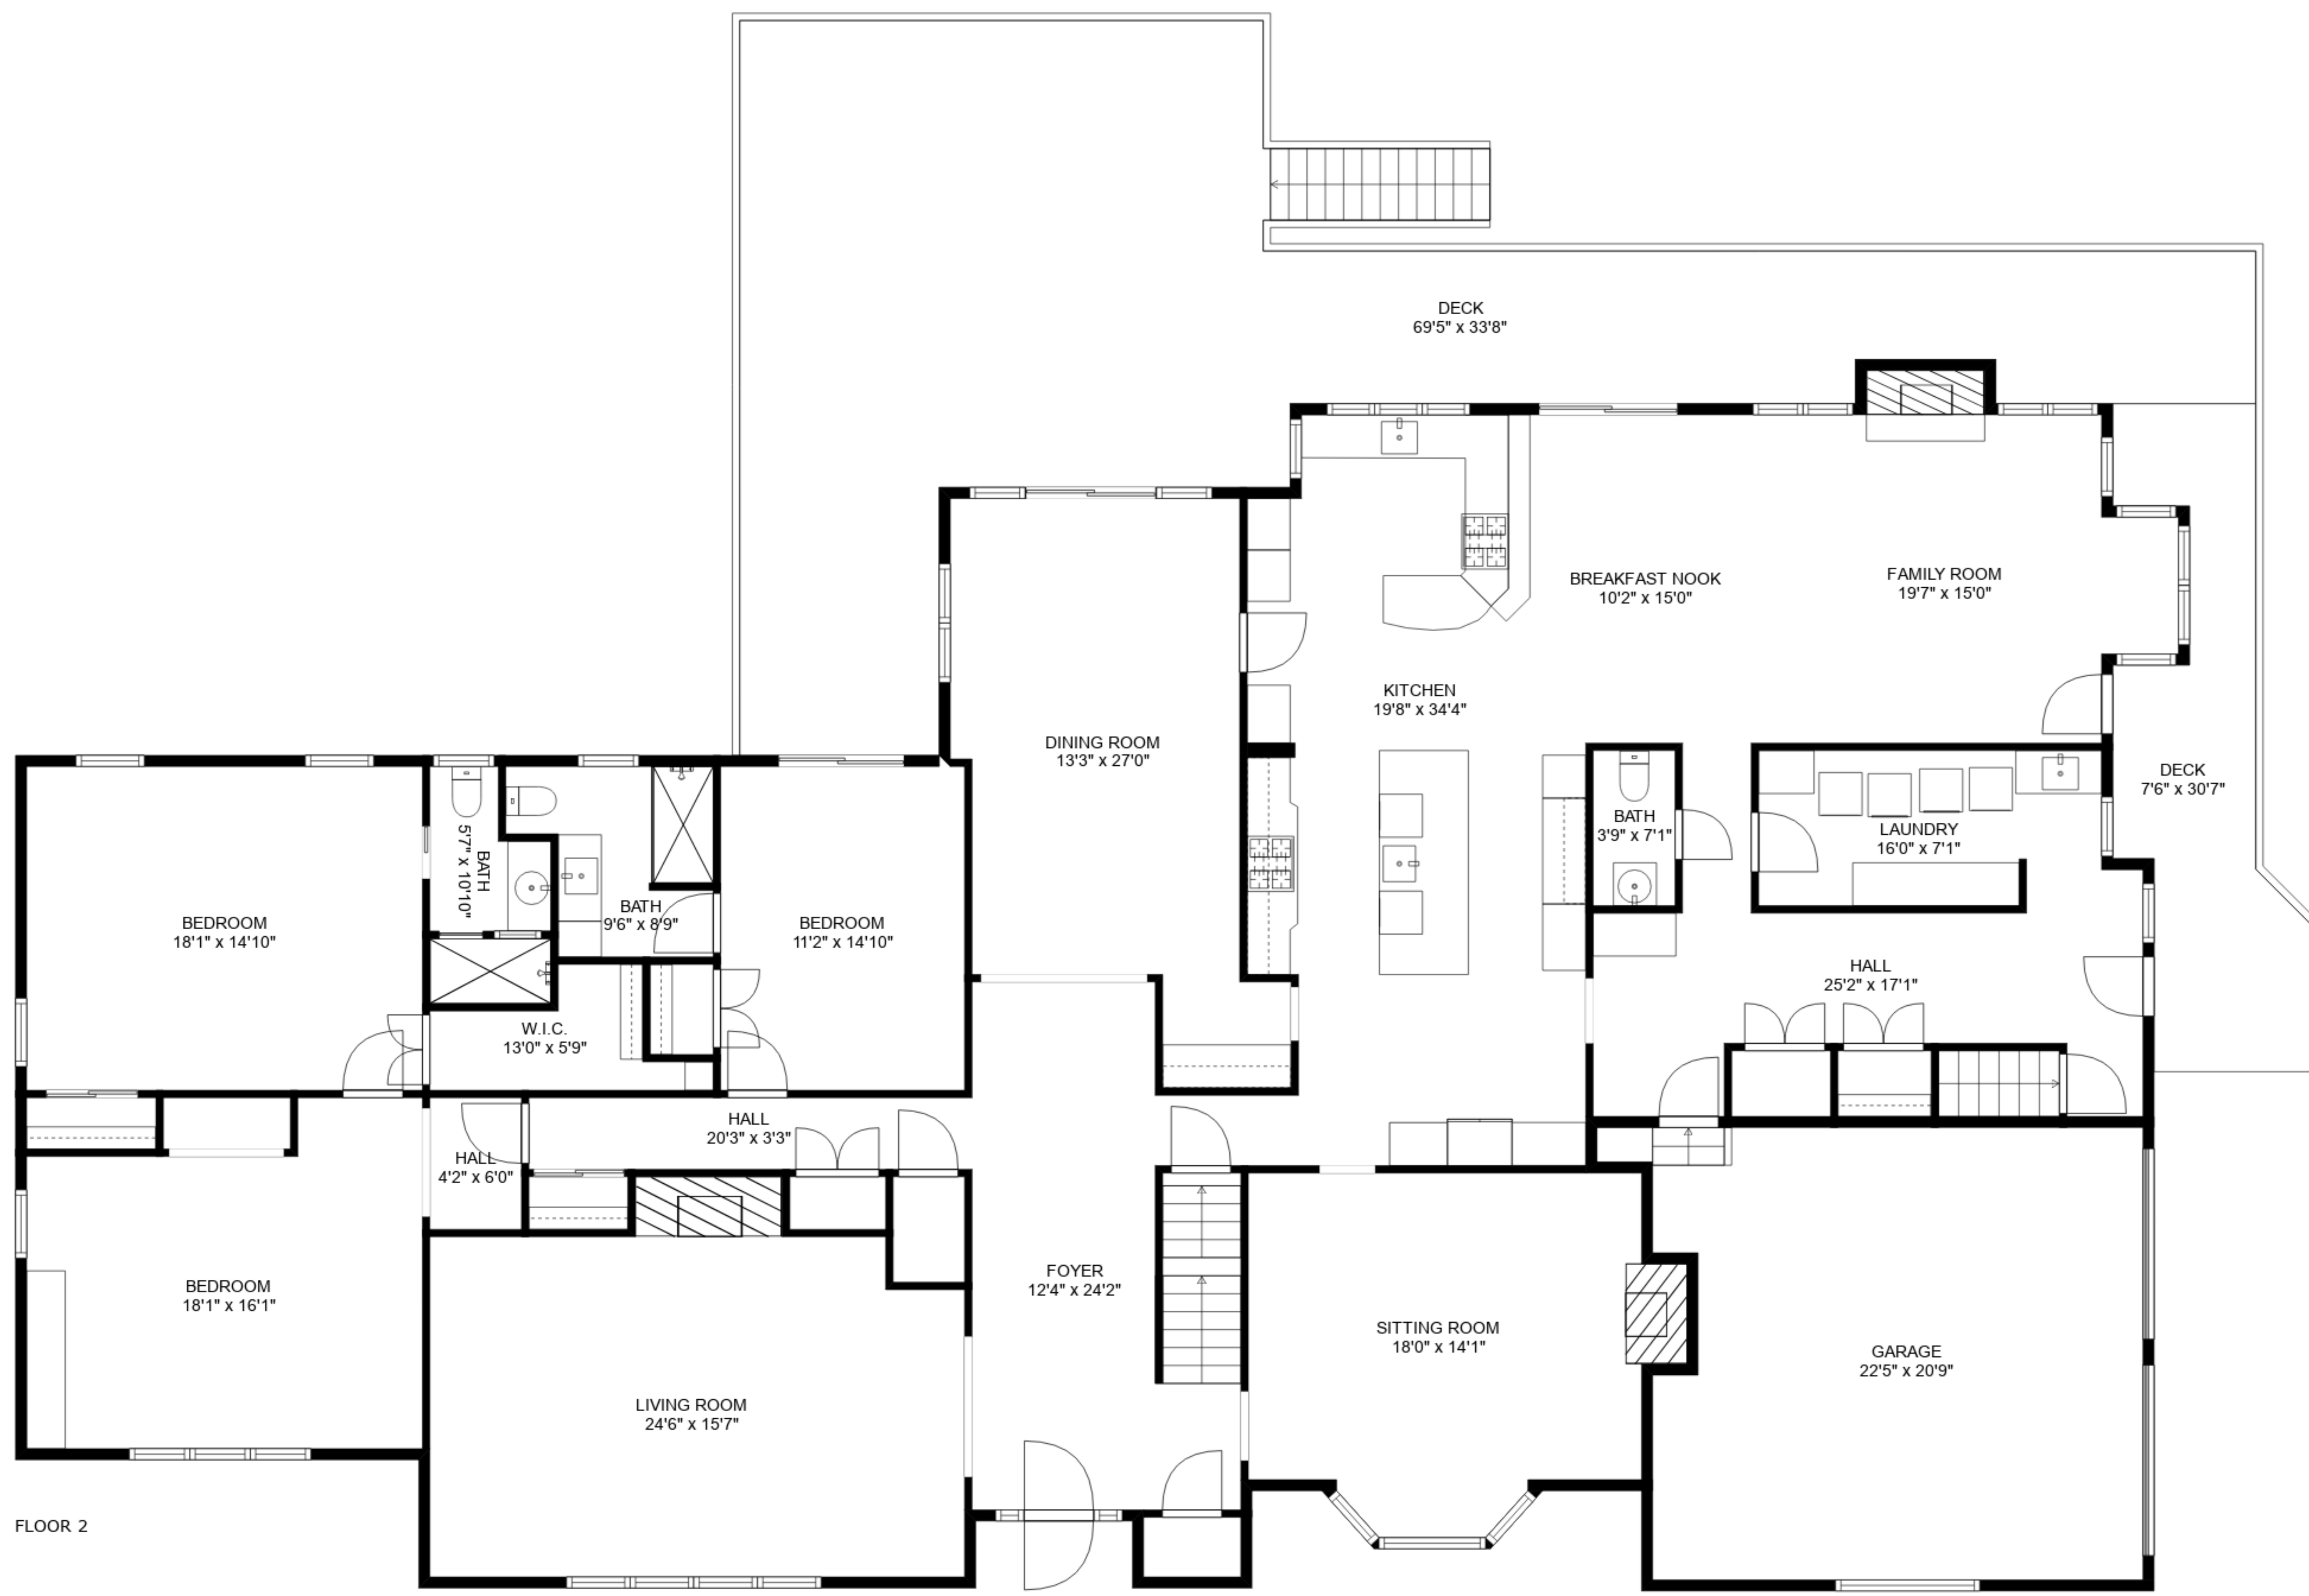 DECK
69'5" x 33'8"
BREAKFAST NOOK
10'2" x 15'0"
FAMILY ROOM
19'7" x 15'0"
KITCHEN
19'8" x 34'4"
DINING ROOM
13'3" x 27'0"
DECK
7'6" x 30'7"
BATH
3'9" x 7'1"
LAUNDRY
16'0" x 7'1"
BATH
5'7" x 10'10"
BATH
9'6" x 8'9"
BEDROOM
18'1" x 14'10"
BEDROOM
11'2" x 14'10"
HALL
25'2" x 17'1"
W.I.C.
13'0" x 5'9"
HALL
20'3" x 3'3"
HALL
4'2" x 6'0"
BEDROOM
18'1" x 16'1"
FOYER
12'4" x 24'2"
SITTING ROOM
18'0" x 14'1"
GARAGE
22'5" x 20'9"
LIVING ROOM
24'6" x 15'7"
FLOOR 2